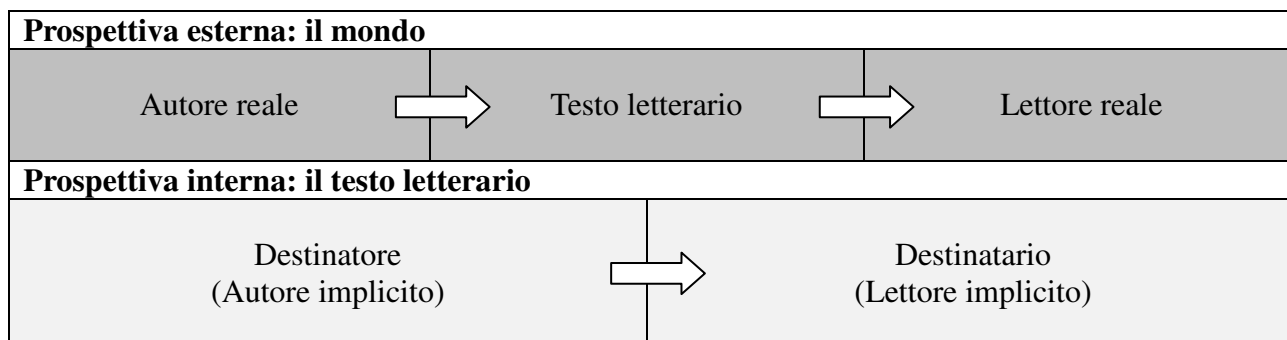 Prospettiva esterna: il mondo
Autore reale
Testo letterario
Lettore reale
Prospettiva interna: il testo letterario
Destinatore
(Autore implicito)
Destinatario
(Lettore implicito)